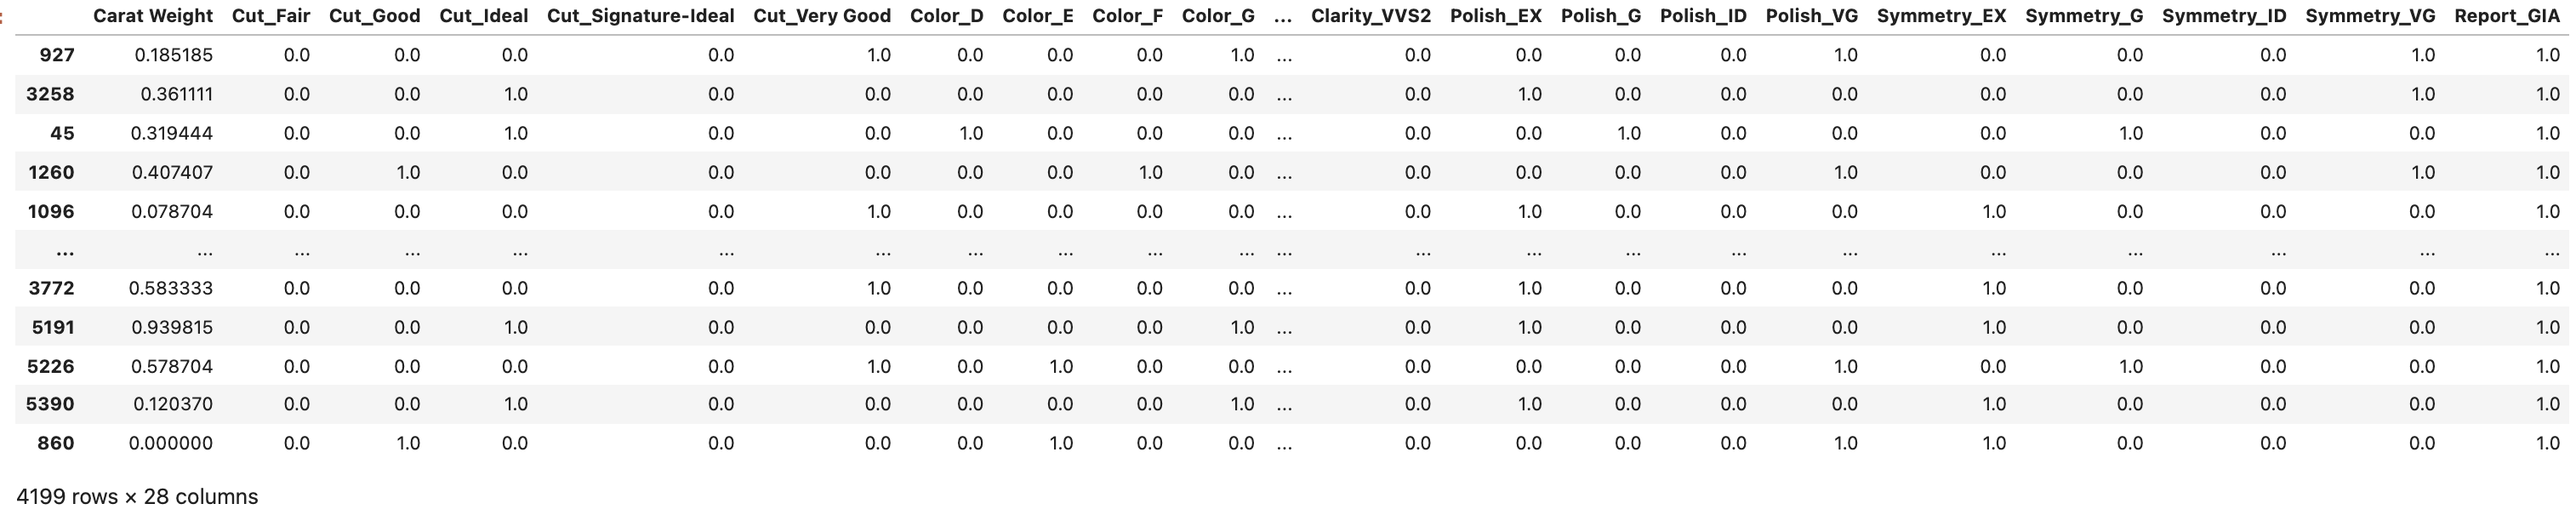 Carat Weight Cut_Fair Cut_Good Cut_Ideal Cut_Signature-Ideal Cut_Very Good Color_D Color_E Color_F Color_G ... Clarity_VVS2 Polish_EX Polish_G Polish_ID Polish_VG Symmetry_EX Symmetry_G Symmetry_ID Symmetry_VG Report_GIA
927 0.185185 0.0 0.0 0.0 0.0 1.0 0.0 0.0 0.0 1.0 ... 0.0 0.0 0.0 0.0 1.0 0.0 0.0 0.0 1.0 1.0
3258 0.361111 0.0 0.0 1.0 0.0 0.0 0.0 0.0 0.0 0.0 ... 0.0 1.0 0.0 0.0 0.0 0.0 0.0 0.0 1.0 1.0
45 0.319444 0.0 0.0 1.0 0.0 0.0 1.0 0.0 0.0 0.0 ... 0.0 0.0 1.0 0.0 0.0 0.0 1.0 0.0 0.0 1.0
1260 0.407407 0.0 1.0 0.0 0.0 0.0 0.0 0.0 1.0 0.0 ... 0.0 0.0 0.0 0.0 1.0 0.0 0.0 0.0 1.0 1.0
1096 0.078704 0.0 0.0 0.0 0.0 1.0 0.0 0.0 0.0 0.0 ... 0.0 1.0 0.0 0.0 0.0 1.0 0.0 0.0 0.0 1.0
... ... ... ... ... ... ... ... ... ... ... ... ... ... ... ... ... ... ... ... ... ...
3772 0.583333 0.0 0.0 0.0 0.0 1.0 0.0 0.0 0.0 0.0 ... 0.0 1.0 0.0 0.0 0.0 1.0 0.0 0.0 0.0 1.0
5191 0.939815 0.0 0.0 1.0 0.0 0.0 0.0 0.0 0.0 1.0 ... 0.0 1.0 0.0 0.0 0.0 1.0 0.0 0.0 0.0 1.0
5226 0.578704 0.0 0.0 0.0 0.0 1.0 0.0 1.0 0.0 0.0 ... 0.0 0.0 0.0 0.0 1.0 0.0 1.0 0.0 0.0 1.0
5390 0.120370 0.0 0.0 1.0 0.0 0.0 0.0 0.0 0.0 1.0 ... 0.0 1.0 0.0 0.0 0.0 1.0 0.0 0.0 0.0 1.0
860 0.000000 0.0 1.0 0.0 0.0 0.0 0.0 1.0 0.0 0.0 ... 0.0 0.0 0.0 0.0 1.0 1.0 0.0 0.0 0.0 1.0
4199 rows × 28 columns